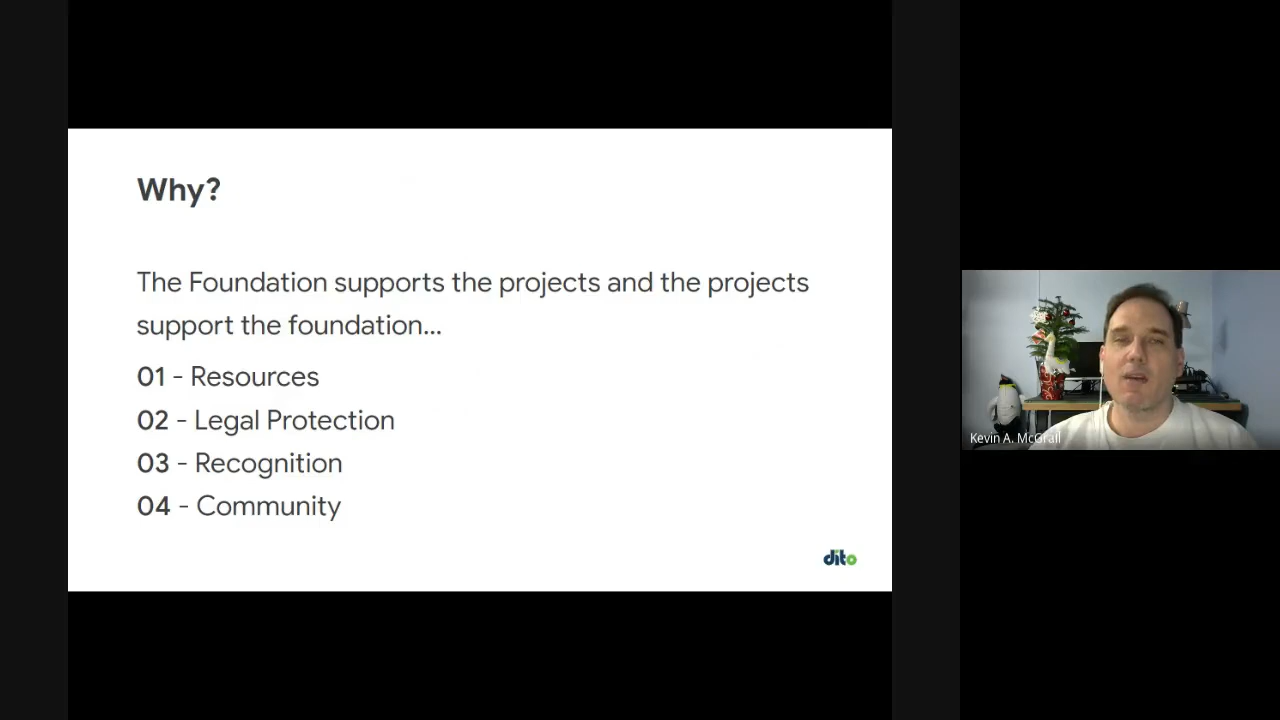 Why?
The Foundation supports the projects and the projects
support the foundation...
01 - Resources
02 - Legal Protection
03 - Recognition
04 - Community
dito
Kevin A. McGrail